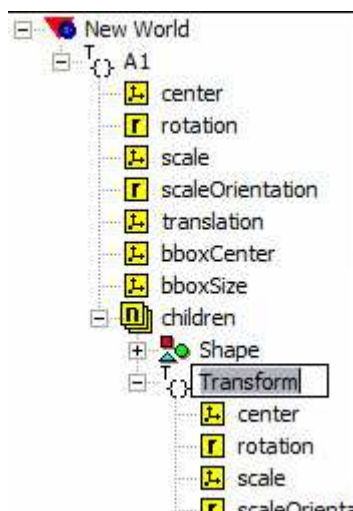 New World
T
{} A1
center
r rotation
scale
r scaleOrientation
translation
bboxCenter
bboxSize
n children
Shape
T
{} Transform
center
r rotation
scale